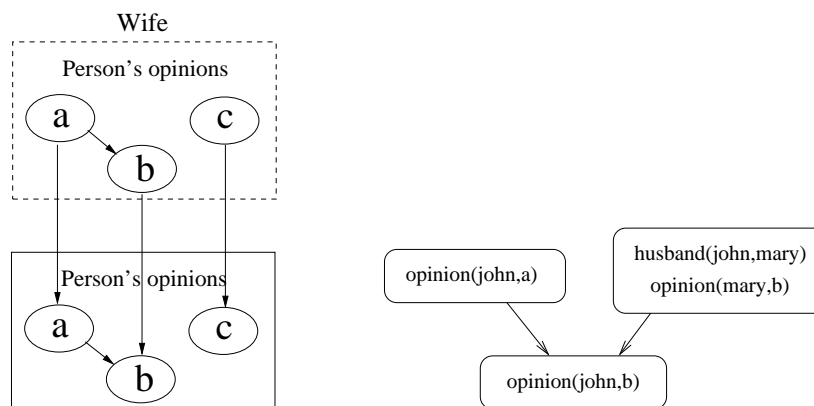 Wife
Person's opinions
a
c
b
Person's opinions
a
c
b
opinion(john,a)
husband(john,mary)
opinion(mary,b)
opinion(john,b)